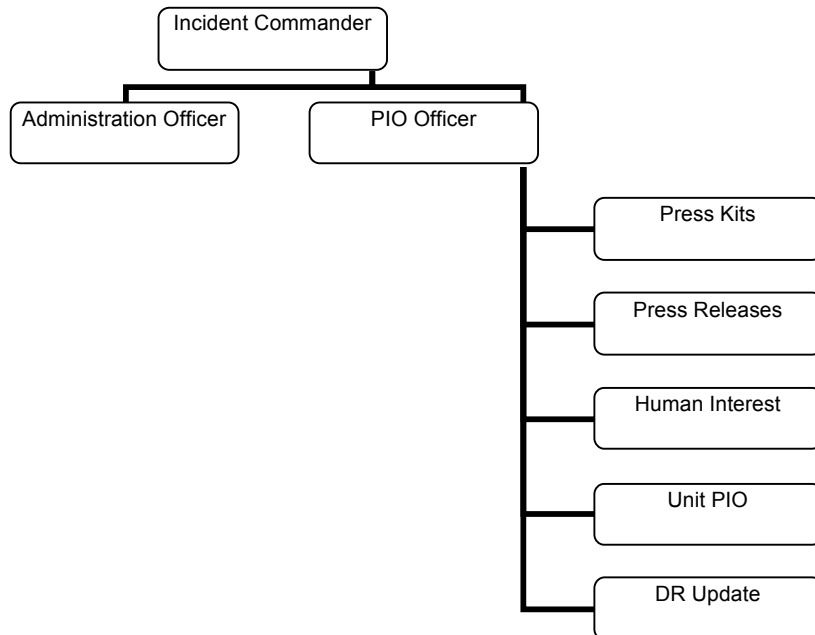 Incident Commander
Administration Officer
PIO Officer
Press Kits
Press Releases
Human Interest
Unit PIO
DR Update